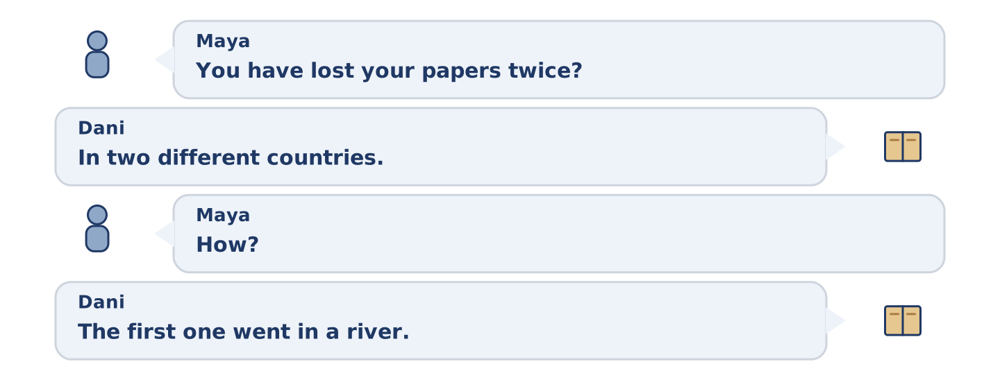 Maya
You have lost your papers twice?
Dani
In two different countries.
Maya
How?
Dani
The first one went in a river.